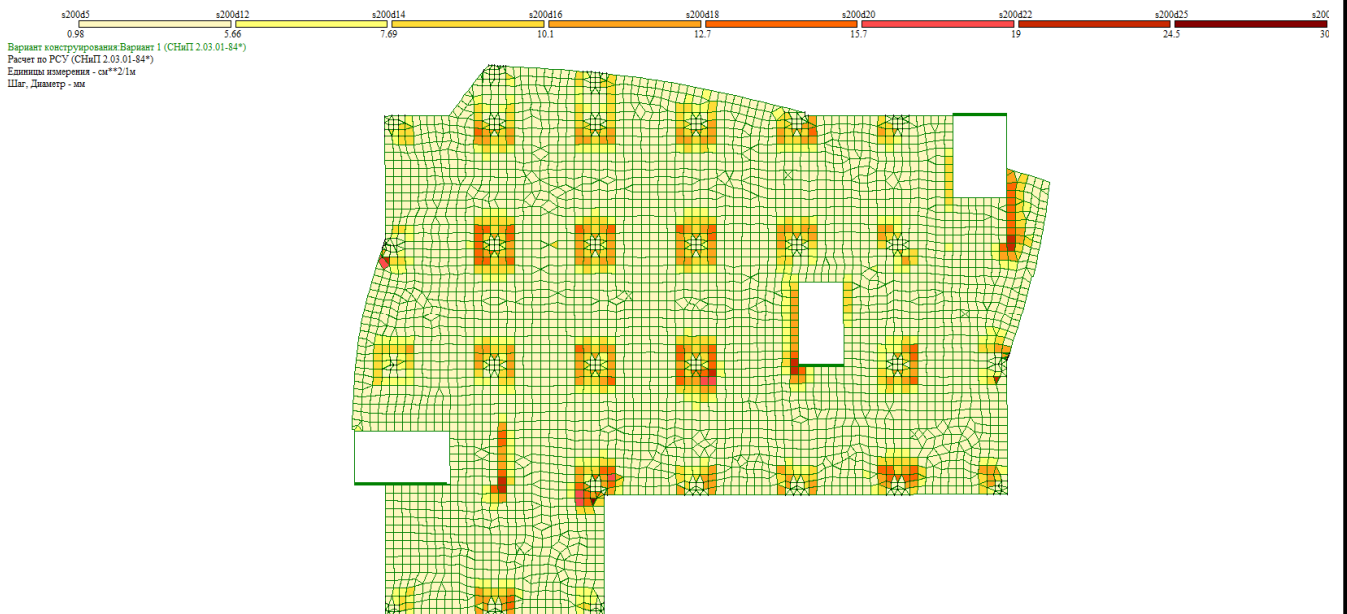 s200d5 s200d12 s200d14 s200d16 s200d18 s200d20 s200d22 s200d25 s200
0.98 5.66 7.69 10.1 12.7 15.7 19 24.5 30
Вариант конструирования:Вариант 1 (СНиП 2.03.01-84*)
Расчет по РСУ (СНиП 2.03.01-84*)
Единицы измерения - см**2/1м
Шаг, Диаметр - мм